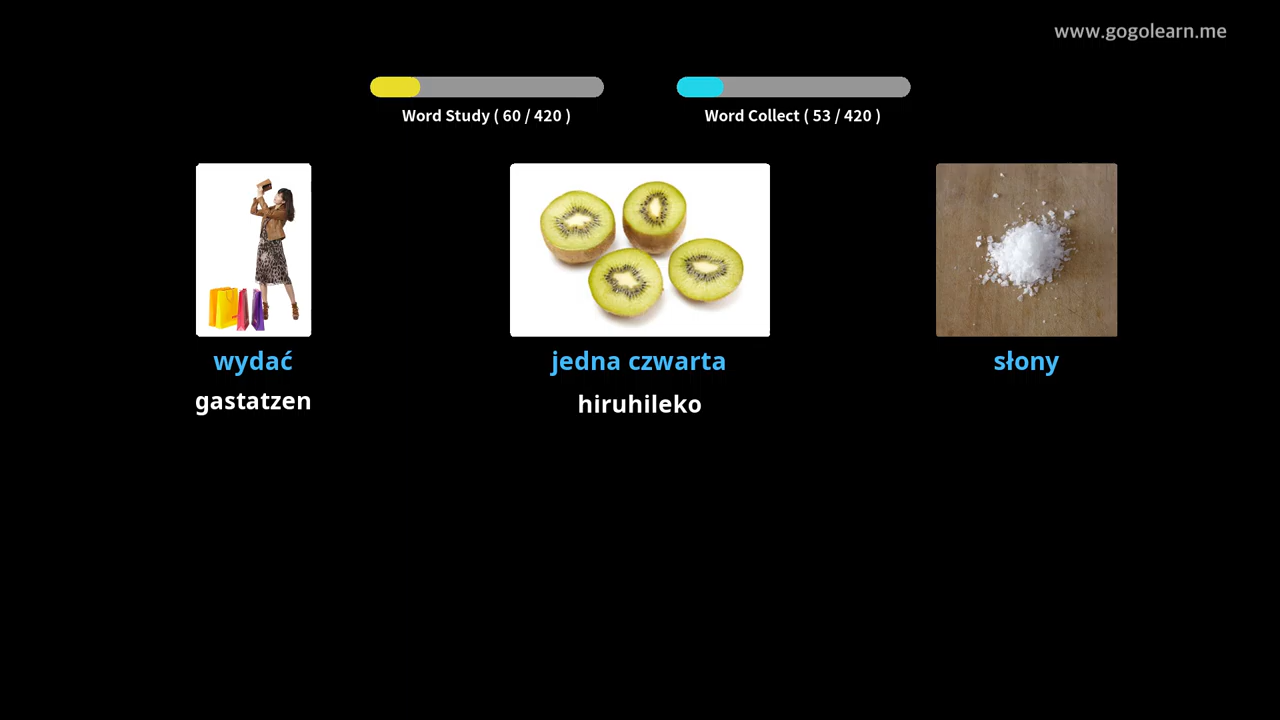 www.gogolearn.me
Word Study ( 60 / 420 )
Word Collect ( 53 / 420 )
wydać
jedna czwarta
słony
gastatzen
hiruhileko